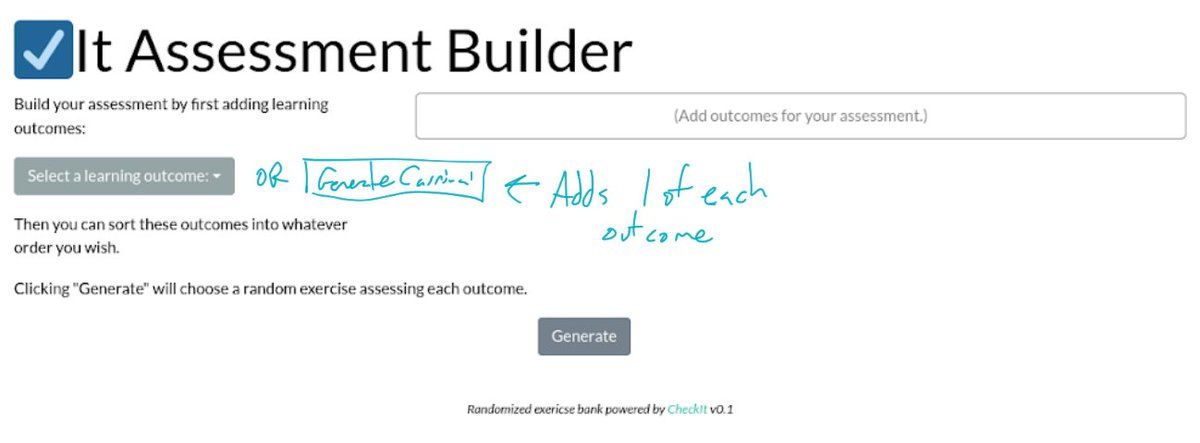 ✓It Assessment Builder
Build your assessment by first adding learning
outcomes:
(Add outcomes for your assessment.)
Select a learning outcome:
OR Generate Carnival ← Adds 1 of each
outcome
Then you can sort these outcomes into whatever
order you wish.
Clicking "Generate" will choose a random exercise assessing each outcome.
Generate
Randomized exericse bank powered by CheckIt v0.1